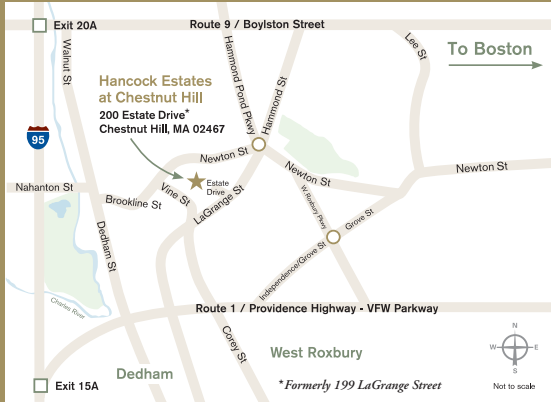 Exit 20A
Route 9 / Boylston Street
Walnut St
Hammond Pond Pkwy
Hammond St
Lee St
To Boston
Hancock Estates
at Chestnut Hill
200 Estate Drive*
Chestnut Hill, MA 02467
95
Newton St
Newton St
Newton St
Nahanton St
Estate
Drive
Vine St
Brookline St
LaGrange St
W. Roxbury Pkwy
Grove St
Dedham St
Independence/Grove St
Charles River
Route 1 / Providence Highway - VFW Parkway
Corey St
West Roxbury
Dedham
Exit 15A
*Formerly 199 LaGrange Street
N
W
E
S
Not to scale